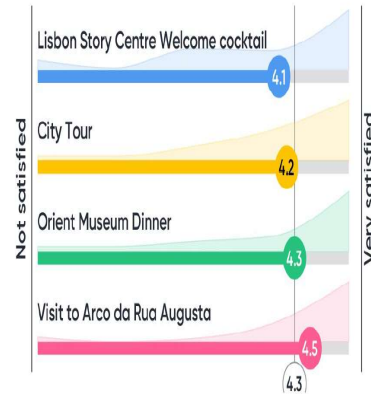 Lisbon Story Centre Welcome cocktail
4.1
City Tour
4.2
Orient Museum Dinner
4.3
Visit to Arco da Rua Augusta
4.5
4.3
Not satisfied
Very satisfied